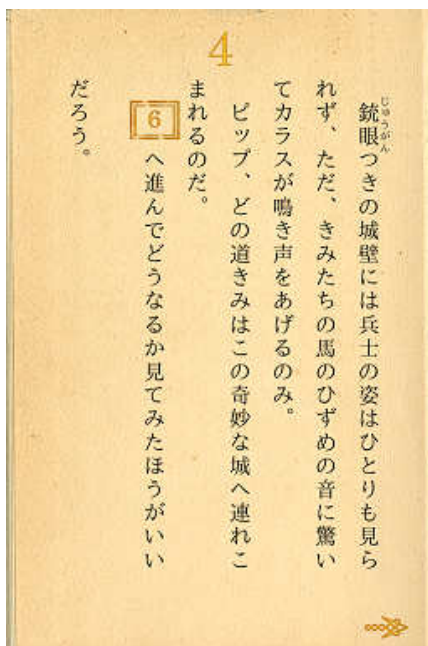 4
銃眼つきの城壁には兵士の姿はひとりも見ら
じゅうがん
れず、ただ、きみたちの馬のひずめの音に驚い
てカラスが鳴き声をあげるのみ。
ピップ、どの道きみはこの奇妙な城へ連れこ
まれるのだ。
6へ進んでどうなるか見てみたほうがいい
だろう。